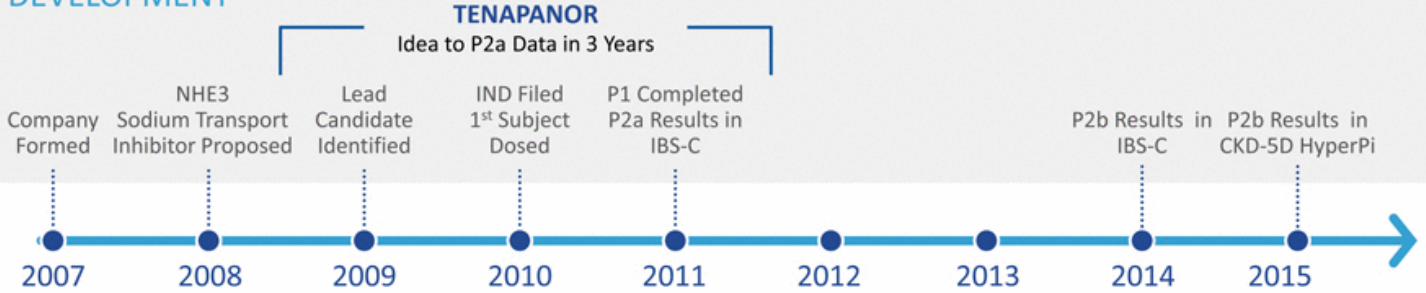 DEVELOPMENT
TENAPANOR
Idea to P2a Data in 3 Years
Company
Formed
NHE3
Sodium Transport
Inhibitor Proposed
Lead
Candidate
Identified
IND Filed
1st Subject
Dosed
P1 Completed
P2a Results in
IBS-C
P2b Results in
IBS-C
P2b Results in
CKD-5D HyperPi
2007
2008
2009
2010
2011
2012
2013
2014
2015